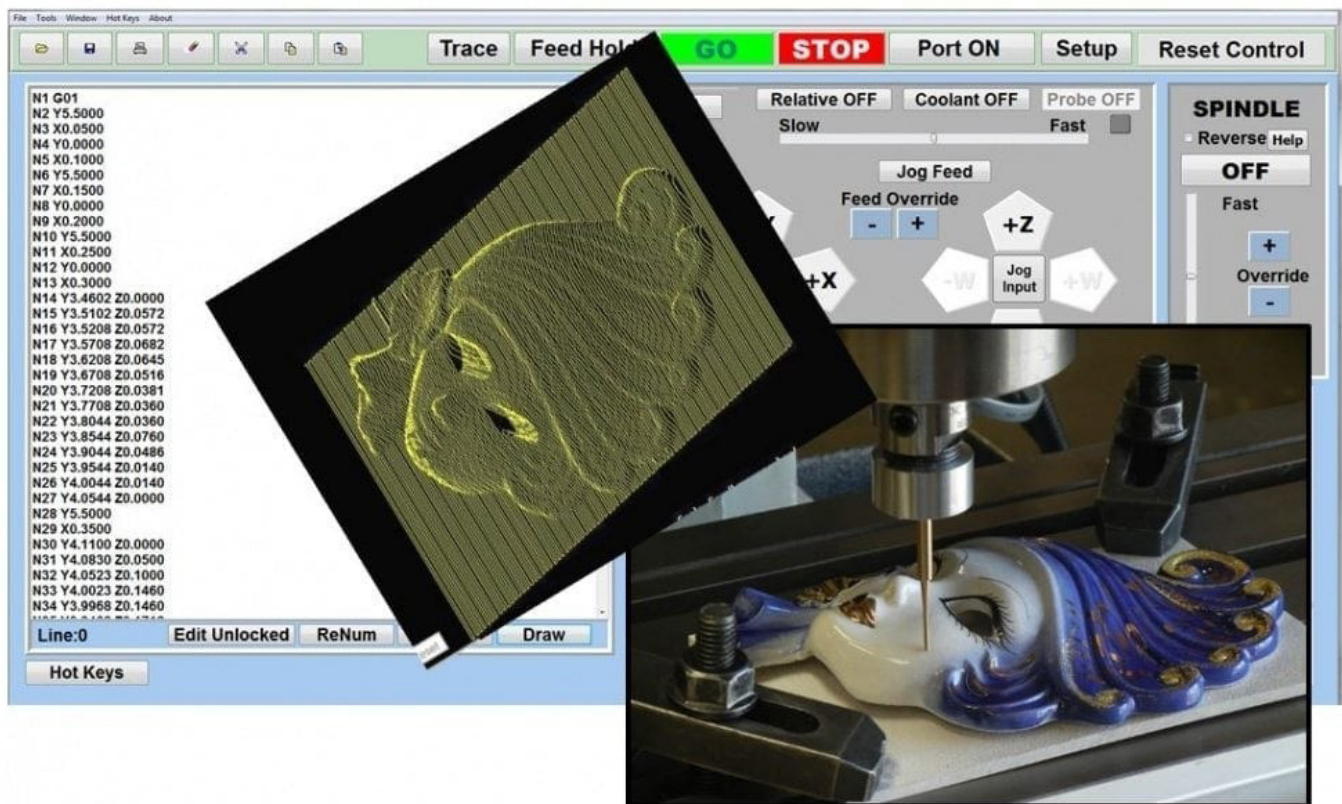 File Tools Window Hot Keys About
Trace Feed Hold GO STOP Port ON Setup Reset Control
N1 G01
N2 Y5.5000
N3 X0.0500
N4 Y0.0000
N5 X0.1000
N6 Y5.5000
N7 X0.1500
N8 Y0.0000
N9 X0.2000
N10 Y5.5000
N11 X0.2500
N12 Y0.0000
N13 X0.3000
N14 Y3.4602 Z0.0000
N15 Y3.5102 Z0.0572
N16 Y3.5208 Z0.0572
N17 Y3.5708 Z0.0682
N18 Y3.6208 Z0.0645
N19 Y3.6708 Z0.0516
N20 Y3.7208 Z0.0381
N21 Y3.7708 Z0.0360
N22 Y3.8044 Z0.0360
N23 Y3.8544 Z0.0760
N24 Y3.9044 Z0.0486
N25 Y3.9544 Z0.0140
N26 Y4.0044 Z0.0140
N27 Y4.0544 Z0.0000
N28 Y5.5000
N29 X0.3500
N30 Y4.1100 Z0.0000
N31 Y4.0830 Z0.0500
N32 Y4.0523 Z0.1000
N33 Y4.0023 Z0.1460
N34 Y3.9968 Z0.1460
Line:0 Edit Unlocked ReNum Draw
Hot Keys
Relative OFF Coolant OFF Probe OFF
Slow Fast
Jog Feed
Feed Override
- +
+Z
+X -W Jog Input +W
SPINDLE
Reverse Help
OFF
Fast
+
Override
-